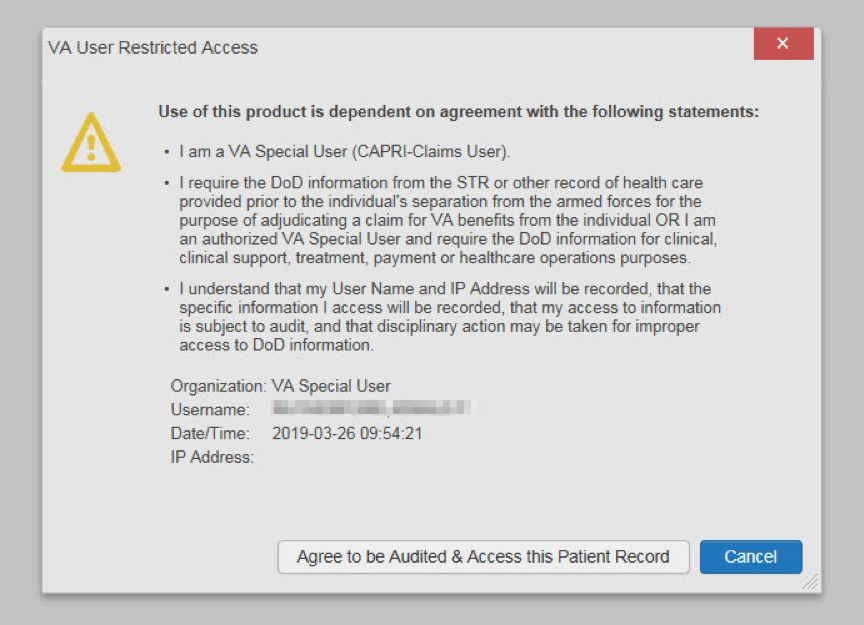 VA User Restricted Access
Use of this product is dependent on agreement with the following statements:
• I am a VA Special User (CAPRI-Claims User).
• I require the DoD information from the STR or other record of health care
provided prior to the individual's separation from the armed forces for the
purpose of adjudicating a claim for VA benefits from the individual OR I am
an authorized VA Special User and require the DoD information for clinical,
clinical support, treatment, payment or healthcare operations purposes.
• I understand that my User Name and IP Address will be recorded, that the
specific information I access will be recorded, that my access to information
is subject to audit, and that disciplinary action may be taken for improper
access to DoD information.
Organization: VA Special User
Username:
Date/Time: 2019-03-26 09:54:21
IP Address:
Agree to be Audited & Access this Patient Record
Cancel